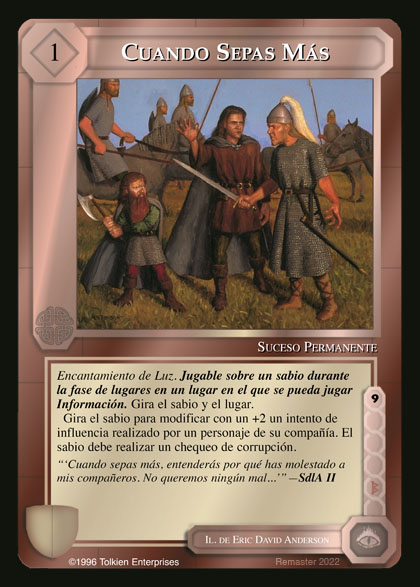 1
Cuando Sepas Más
Suceso Permanente
Encantamiento de Luz. Jugable sobre un sabio durante
la fase de lugares en un lugar en el que se pueda jugar
Información. Gira el sabio y el lugar.
Gira el sabio para modificar con un +2 un intento de
influencia realizado por un personaje de su compañía. El
sabio debe realizar un chequeo de corrupción.
“‘Cuando sepas más, entenderás por qué has molestado a
mis compañeros. No queremos ningún mal...’” —SdlA II
9
Il. de Eric David Anderson
©1996 Tolkien Enterprises
Remaster 2022